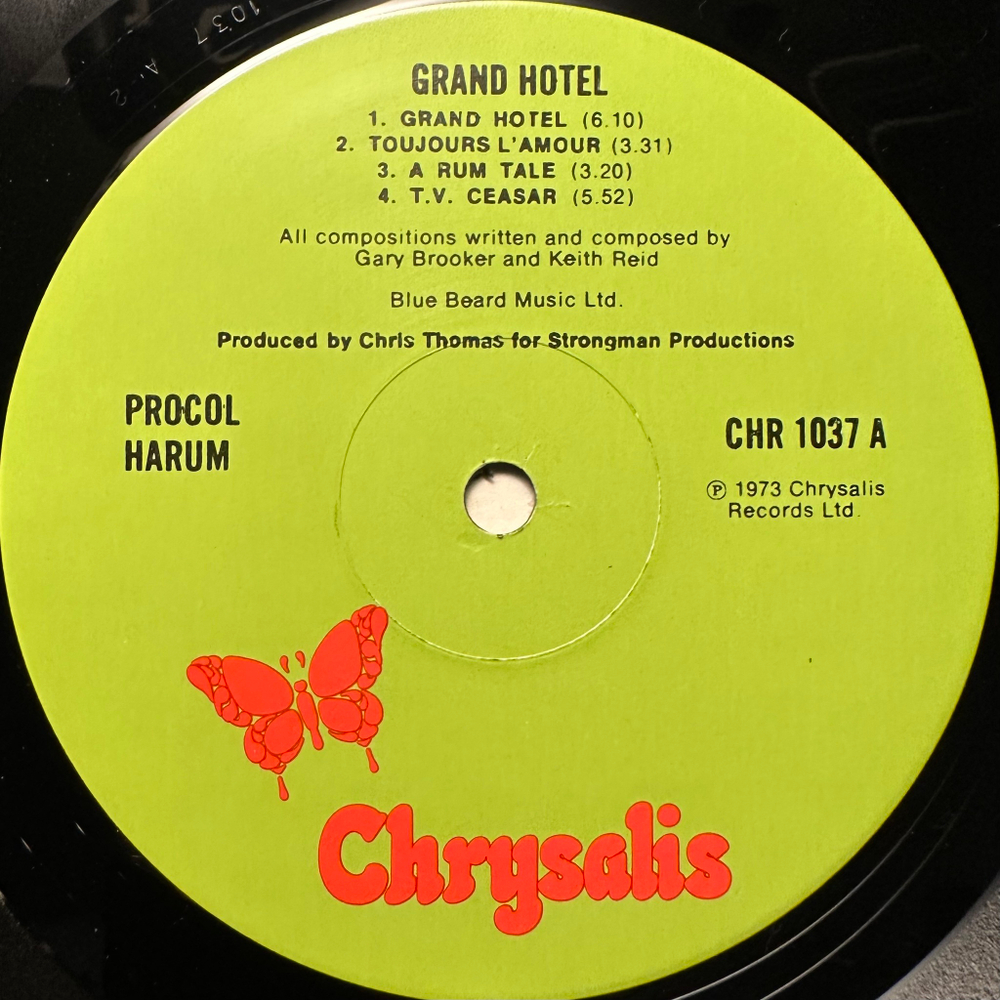 1037 A 2
GRAND HOTEL
1. GRAND HOTEL (6.10)
2. TOUJOURS L'AMOUR (3.31)
3. A RUM TALE (3.20)
4. T.V. CEASAR (5.52)
All compositions written and composed by
Gary Brooker and Keith Reid
Blue Beard Music Ltd.
Produced by Chris Thomas for Strongman Productions
PROCOL
HARUM
CHR 1037 A
Ⓟ 1973 Chrysalis
Records Ltd.
Chrysalis